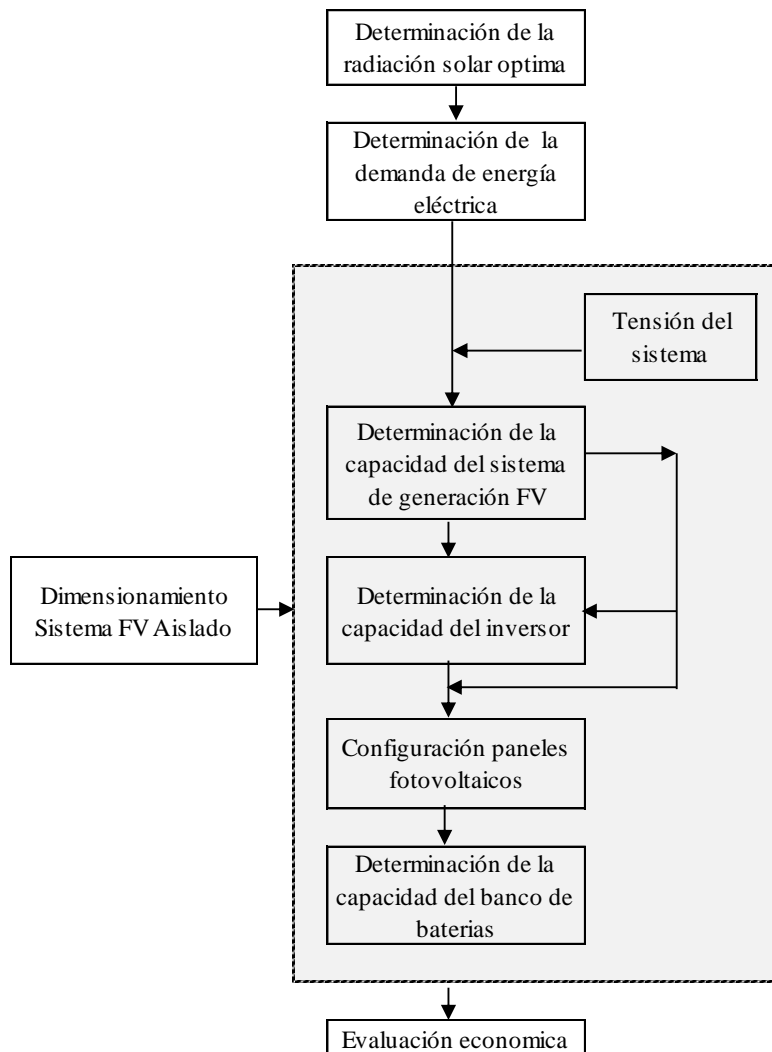 Determinación de la
radiación solar optima
Determinación de la
demanda de energía
eléctrica
Tensión del
sistema
Determinación de la
capacidad del sistema
de generación FV
Dimensionamiento
Sistema FV Aislado
Determinación de la
capacidad del inversor
Configuración paneles
fotovoltaicos
Determinación de la
capacidad del banco de
baterias
Evaluación economica